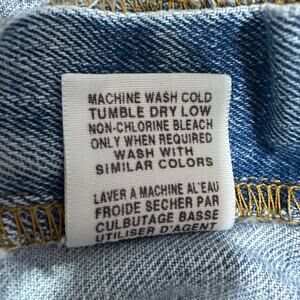 MACHINE WASH COLD
TUMBLE DRY LOW
NON-CHLORINE BLEACH
ONLY WHEN REQUIRED
WASH WITH
SIMILAR COLORS
LAVER A MACHINE AL'EAU
FROIDE SECHER PAR
CULBUTAGE BASSE
UTILISER D'AGENT